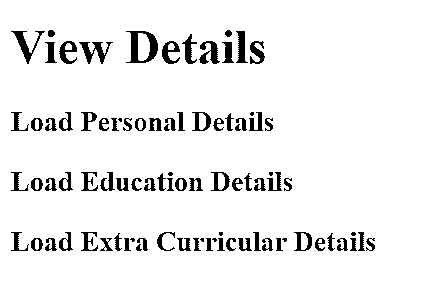 View Details
Load Personal Details
Load Education Details
Load Extra Curricular Details